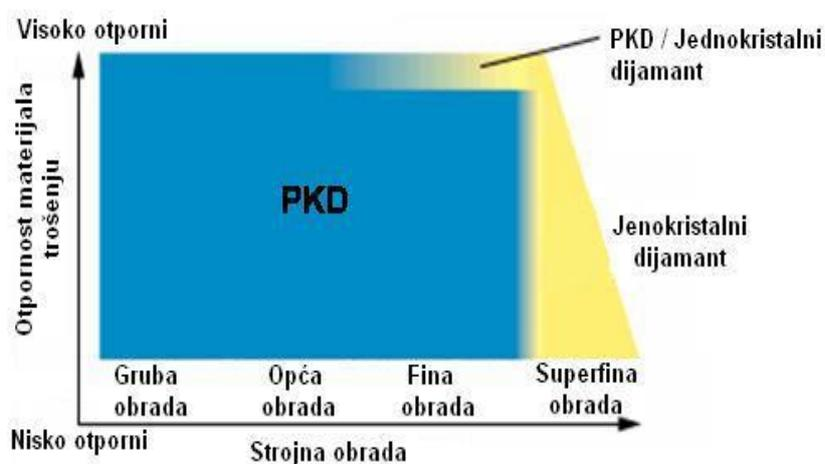 Visoko otporni
PKD / Jednokristalni
dijamant
Otpornost materijala
trošenju
PKD
Jenokristalni
dijamant
Gruba
obrada
Opća
obrada
Fina
obrada
Superfina
obrada
Nisko otporni
Strojna obrada